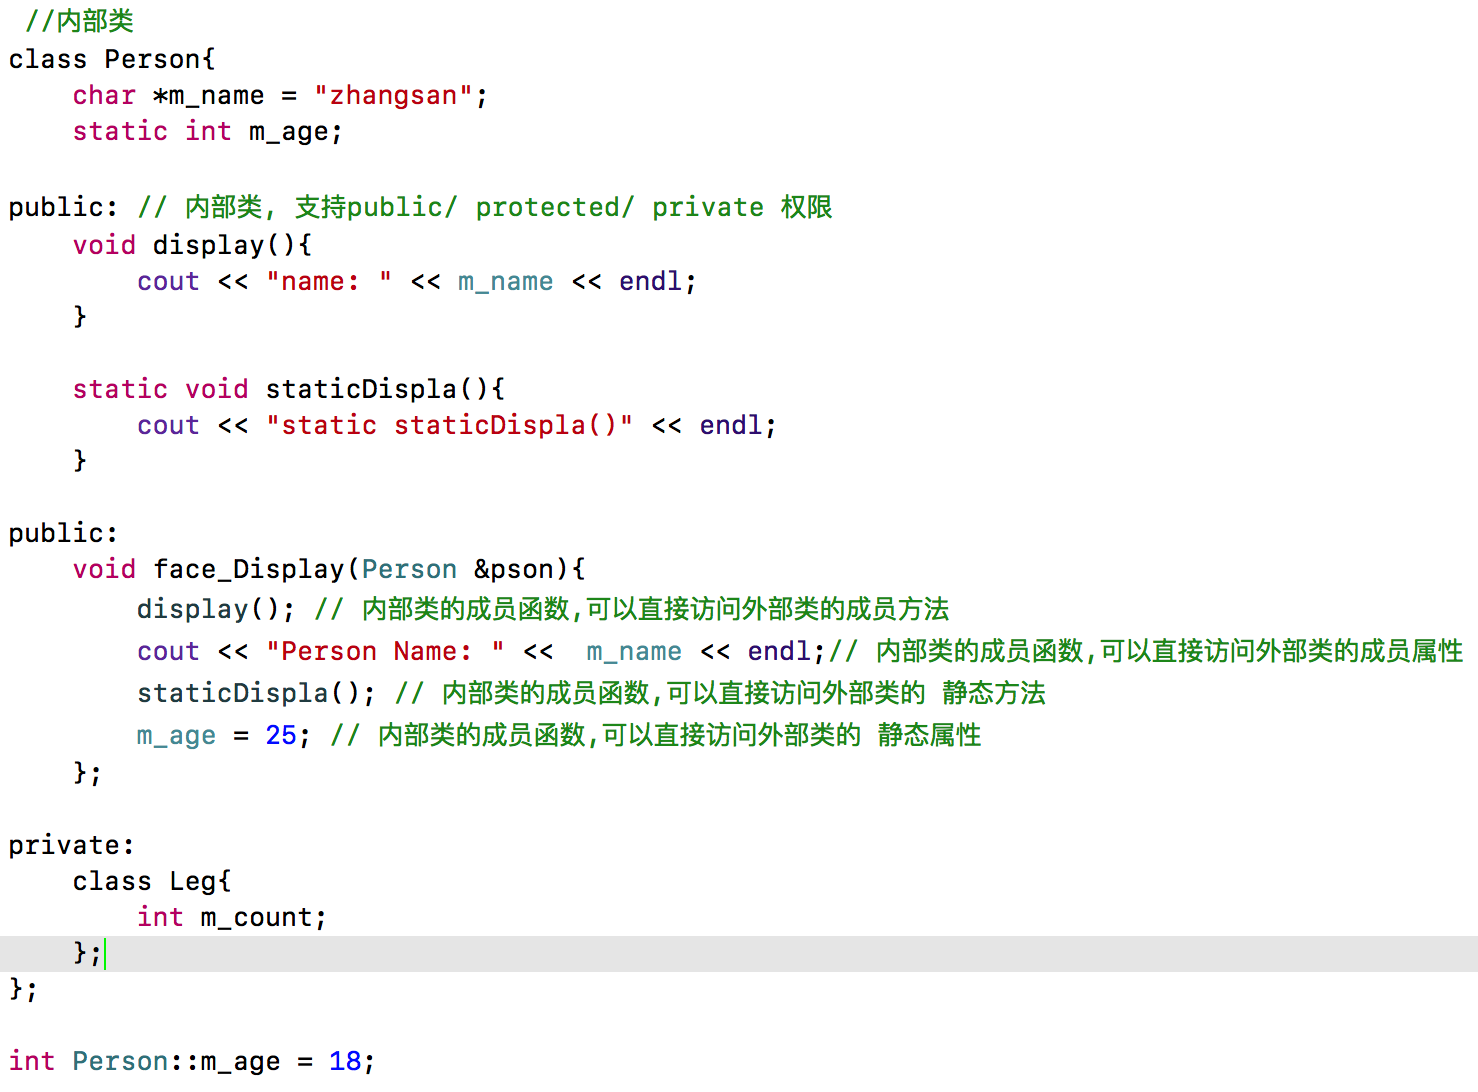 //内部类
class Person{
    char *m_name = "zhangsan";
    static int m_age;

public: // 内部类, 支持public/ protected/ private 权限
    void display(){
        cout << "name: " << m_name << endl;
    }

    static void staticDispla(){
        cout << "static staticDispla()" << endl;
    }

public:
    void face_Display(Person &pson){
        display(); // 内部类的成员函数,可以直接访问外部类的成员方法
        cout << "Person Name: " <<  m_name << endl;// 内部类的成员函数,可以直接访问外部类的成员属性
        staticDispla(); // 内部类的成员函数,可以直接访问外部类的 静态方法
        m_age = 25; // 内部类的成员函数,可以直接访问外部类的 静态属性
    };

private:
    class Leg{
        int m_count;
    };
};

int Person::m_age = 18;